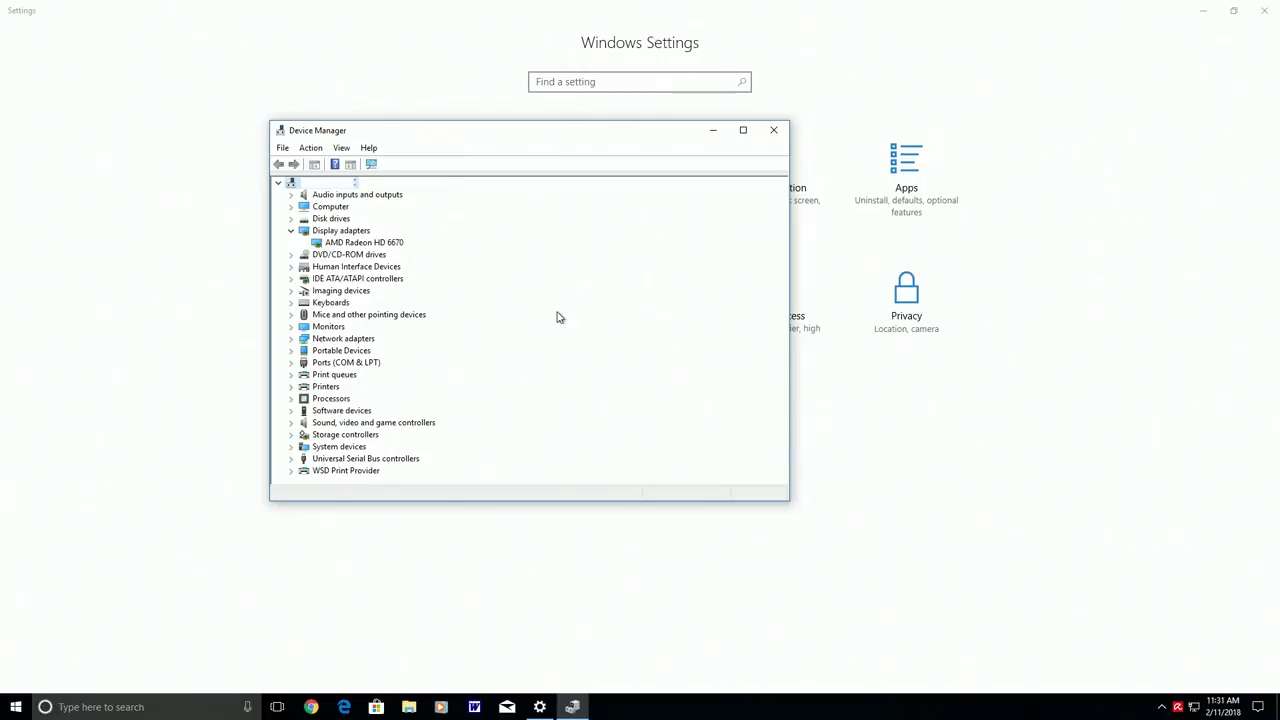 Settings
Windows Settings
Find a setting
Device Manager
File Action View Help
Audio inputs and outputs
Computer
Disk drives
Display adapters
AMD Radeon HD 6670
DVD/CD-ROM drives
Human Interface Devices
IDE ATA/ATAPI controllers
Imaging devices
Keyboards
Mice and other pointing devices
Monitors
Network adapters
Portable Devices
Ports (COM & LPT)
Print queues
Printers
Processors
Software devices
Sound, video and game controllers
Storage controllers
System devices
Universal Serial Bus controllers
WSD Print Provider
tion
screen,
Apps
Uninstall, defaults, optional
features
ess
high
Privacy
Location, camera
Type here to search
11:31 AM
2/11/2018